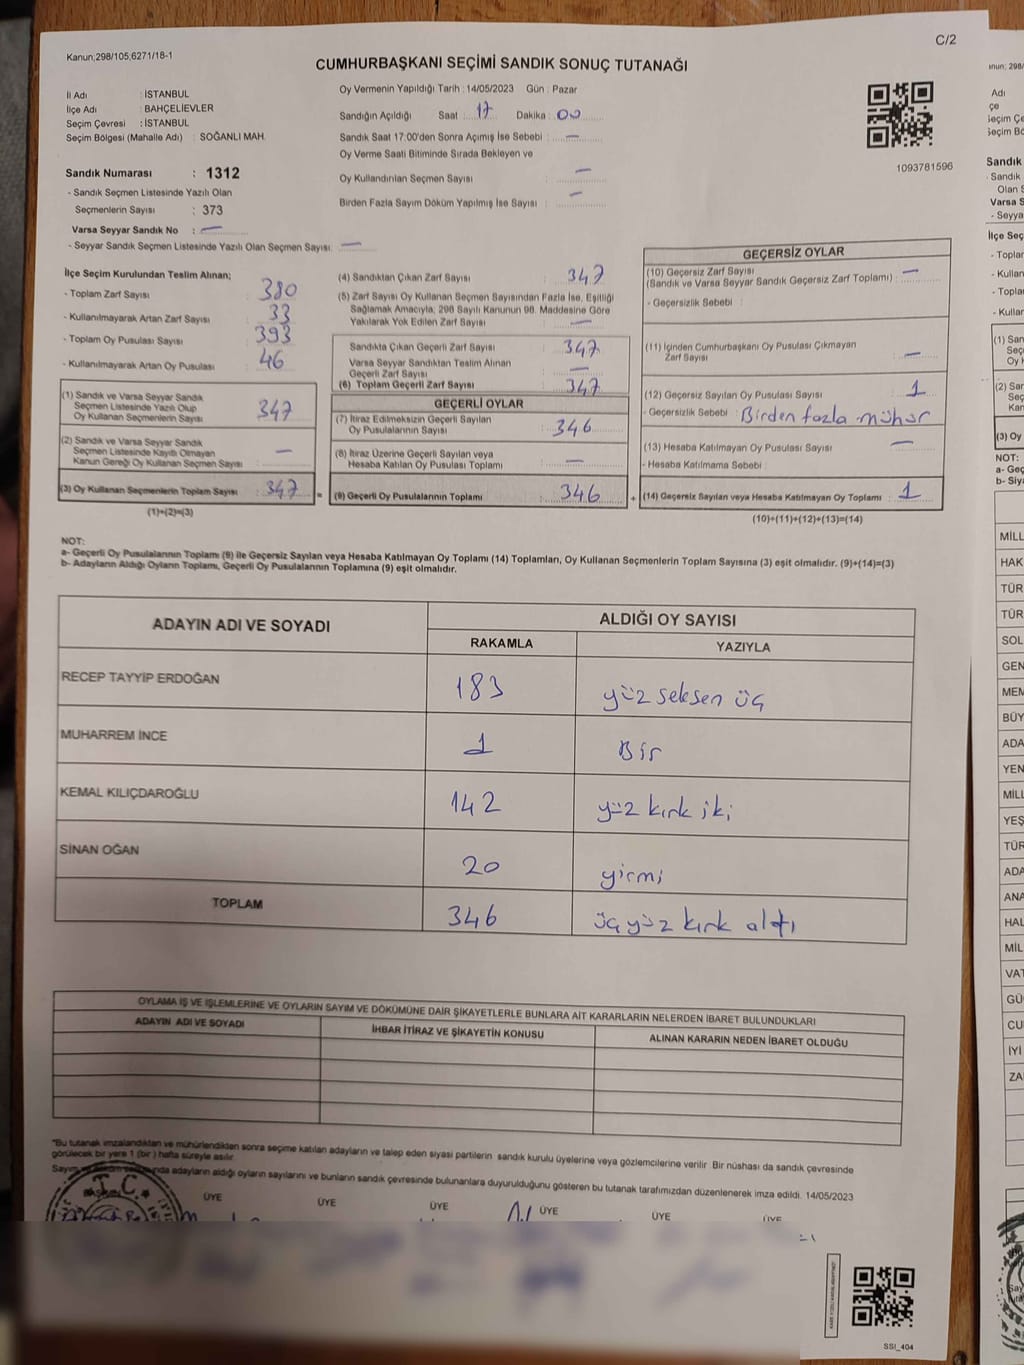 C/2
Kanun;298/105;6271/18-1
CUMHURBAŞKANI SEÇİMİ SANDIK SONUÇ TUTANAĞI
İl Adı : İSTANBUL
İlçe Adı : BAHÇELİEVLER
Seçim Çevresi : İSTANBUL
Seçim Bölgesi (Mahalle Adı) : SOĞANLI MAH.
Sandık Numarası : 1312
- Sandık Seçmen Listesinde Yazılı Olan
Seçmenlerin Sayısı : 373
Varsa Seyyar Sandık No : —
- Seyyar Sandık Seçmen Listesinde Yazılı Olan Seçmen Sayısı: —
Oy Vermenin Yapıldığı Tarih : 14/05/2023 Gün : Pazar
Sandığın Açıldığı Saat : 17 Dakika : 00
Sandık Saat 17:00'den Sonra Açımış İse Sebebi : —
Oy Verme Saati Bitiminde Sırada Bekleyen ve
Oy Kullandırılan Seçmen Sayısı : —
Birden Fazla Sayım Döküm Yapılmış İse Sayısı : —
1093781596
İlçe Seçim Kurulundan Teslim Alınan;
- Toplam Zarf Sayısı : 380
- Kullanılmayarak Artan Zarf Sayısı : 33
- Toplam Oy Pusulası Sayısı : 393
- Kullanılmayarak Artan Oy Pusulası : 46
(1) Sandık ve Varsa Seyyar Sandık
Seçmen Listesinde Yazılı Olup
Oy Kullanan Seçmenlerin Sayısı : 347
(2) Sandık ve Varsa Seyyar Sandık
Seçmen Listesinde Kayıtlı Olmayan
Kanun Gereği Oy Kullanan Seçmen Sayısı : —
(3) Oy Kullanan Seçmenlerin Toplam Sayısı : 347
(1)+(2)=(3)
(4) Sandıktan Çıkan Zarf Sayısı : 347
(5) Zarf Sayısı Oy Kullanan Seçmen Sayısından Fazla İse, Eşitliği
Sağlamak Amacıyla; 298 Sayılı Kanunun 98. Maddesine Göre
Yakılarak Yok Edilen Zarf Sayısı : —
Sandıkta Çıkan Geçerli Zarf Sayısı : 347
Varsa Seyyar Sandıktan Teslim Alınan
Geçerli Zarf Sayısı : —
(6) Toplam Geçerli Zarf Sayısı : 347
GEÇERLİ OYLAR
(7) İtiraz Edilmeksizin Geçerli Sayılan
Oy Pusulalarının Sayısı : 346
(8) İtiraz Üzerine Geçerli Sayılan veya
Hesaba Katılan Oy Pusulası Toplamı : —
= (9) Geçerli Oy Pusulalarının Toplamı : 346
GEÇERSİZ OYLAR
(10) Geçersiz Zarf Sayısı
(Sandık ve Varsa Seyyar Sandık Geçersiz Zarf Toplamı) : —
- Geçersizlik Sebebi :
(11) İçinden Cumhurbaşkanı Oy Pusulası Çıkmayan
Zarf Sayısı : —
(12) Geçersiz Sayılan Oy Pusulası Sayısı : 1
- Geçersizlik Sebebi : Birden fazla mühür
(13) Hesaba Katılmayan Oy Pusulası Sayısı : —
- Hesaba Katılmama Sebebi :
+ (14) Geçersiz Sayılan veya Hesaba Katılmayan Oy Toplamı : 1
(10)+(11)+(12)+(13)=(14)
NOT:
a- Geçerli Oy Pusulalarının Toplamı (9) ile Geçersiz Sayılan veya Hesaba Katılmayan Oy Toplamı (14) Toplamları, Oy Kullanan Seçmenlerin Toplam Sayısına (3) eşit olmalıdır. (9)+(14)=(3)
b- Adayların Aldığı Oyların Toplamı, Geçerli Oy Pusulalarının Toplamına (9) eşit olmalıdır.
ADAYIN ADI VE SOYADI
ALDIĞI OY SAYISI
RAKAMLA YAZIYLA
RECEP TAYYİP ERDOĞAN 183 yüz seksen üç
MUHARREM İNCE 1 Bir
KEMAL KILIÇDAROĞLU 142 yüz kırk iki
SİNAN OĞAN 20 yirmi
TOPLAM 346 üçyüz kırk altı
OYLAMA İŞ VE İŞLEMLERİNE VE OYLARIN SAYIM VE DÖKÜMÜNE DAİR ŞİKAYETLERLE BUNLARA AİT KARARLARIN NELERDEN İBARET BULUNDUKLARI
ADAYIN ADI VE SOYADI İHBAR İTİRAZ VE ŞİKAYETİN KONUSU ALINAN KARARIN NEDEN İBARET OLDUĞU
*Bu tutanak imzalandıktan ve mühürlendikten sonra seçime katılan adayların ve talep eden siyasi partilerin sandık kurulu üyelerine veya gözlemcilerine verilir. Bir nüshası da sandık çevresinde
görülecek bir yere 1 (bir) hafta süreyle asılır.
adayların aldığı oyların sayılarını ve bunların sandık çevresinde bulunanlara duyurulduğunu gösteren bu tutanak tarafımızdan düzenlenerek imza edildi. 14/05/2023
T.C.
ÜYE ÜYE ÜYE ÜYE ÜYE ÜYE
SSI_404